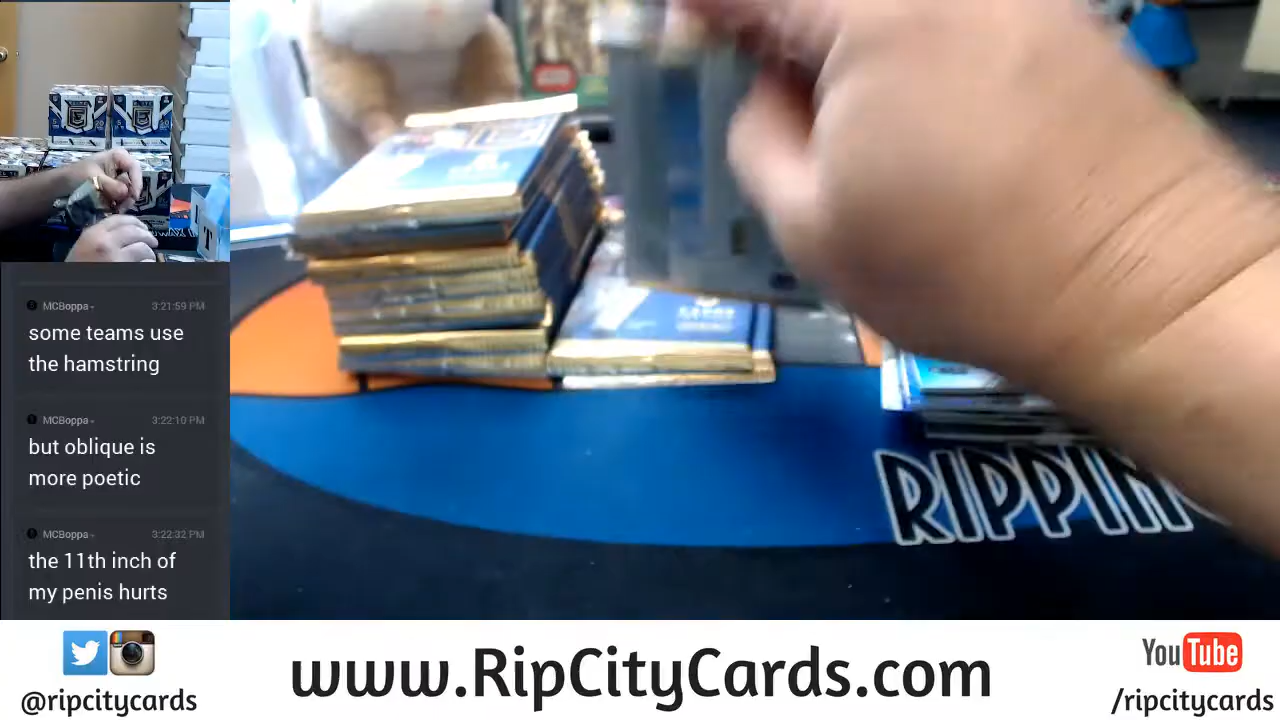 MCBoppa 3:21:59 PM
some teams use
the hamstring
MCBoppa 3:22:10 PM
but oblique is
more poetic
MCBoppa 3:22:32 PM
the 11th inch of
my penis hurts
RIPPING
@ripcitycards
www.RipCityCards.com
YouTube
/ripcitycards